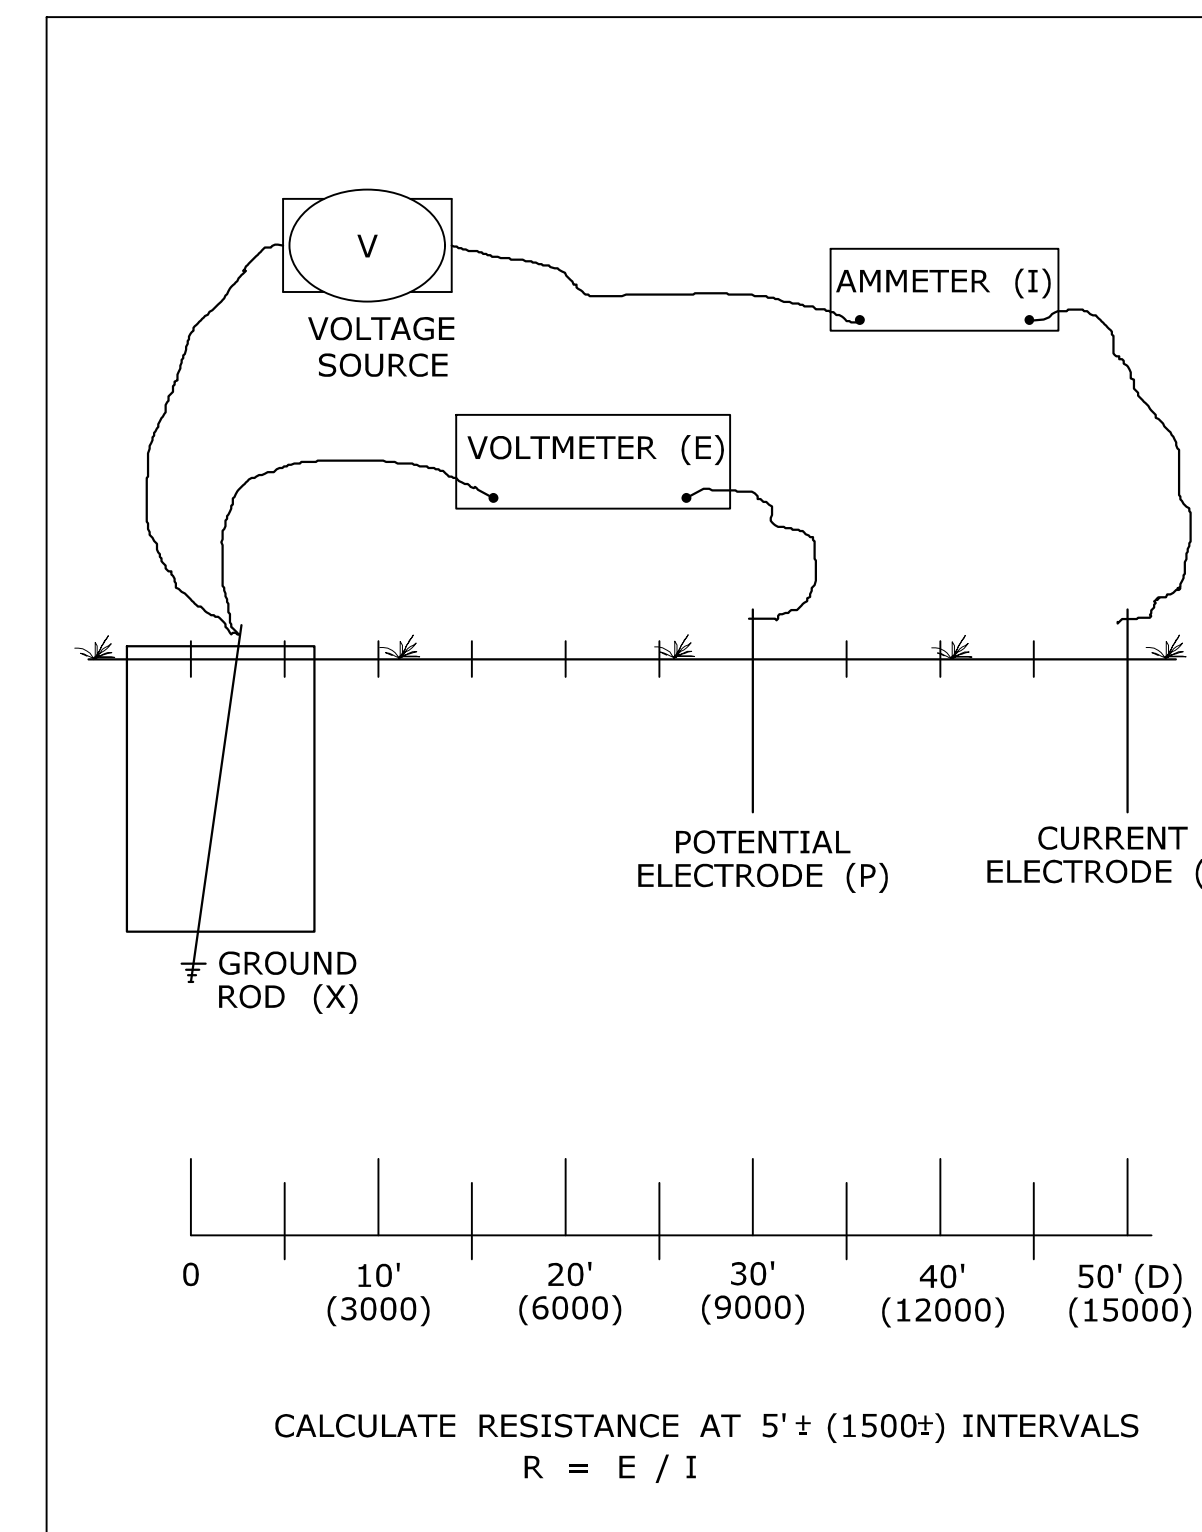 V
VOLTAGE
SOURCE
AMMETER (I)
VOLTMETER (E)
POTENTIAL
ELECTRODE (P)
CURRENT
ELECTRODE (
GROUND
ROD (X)
0
10'
(3000)
20'
(6000)
30'
(9000)
40'
(12000)
50' (D)
(15000)
CALCULATE RESISTANCE AT 5'± (1500±) INTERVALS
R = E / I